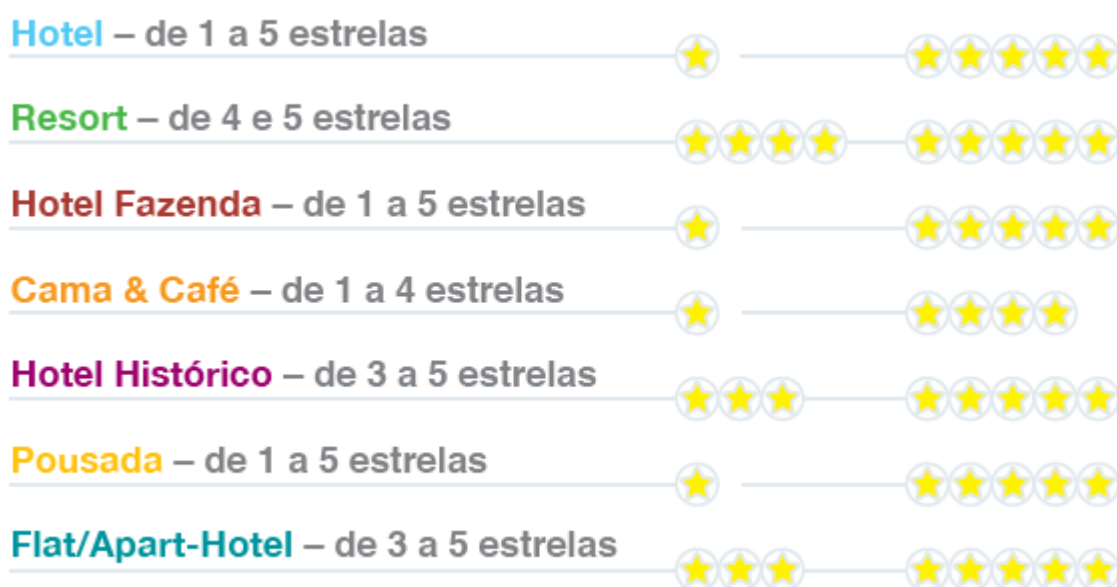 Hotel – de 1 a 5 estrelas
Resort – de 4 e 5 estrelas
Hotel Fazenda – de 1 a 5 estrelas
Cama & Café – de 1 a 4 estrelas
Hotel Histórico – de 3 a 5 estrelas
Pousada – de 1 a 5 estrelas
Flat/Apart-Hotel – de 3 a 5 estrelas